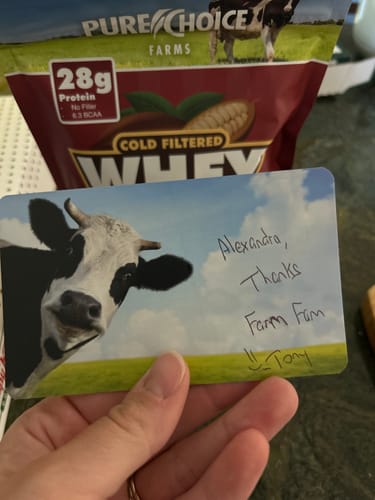 PURE CHOICE
FARMS
28g
Protein
No Filler
6.3 BCAA
COLD FILTERED
WHEY
Alexandra,
Thanks
Farm Fam
-Tony